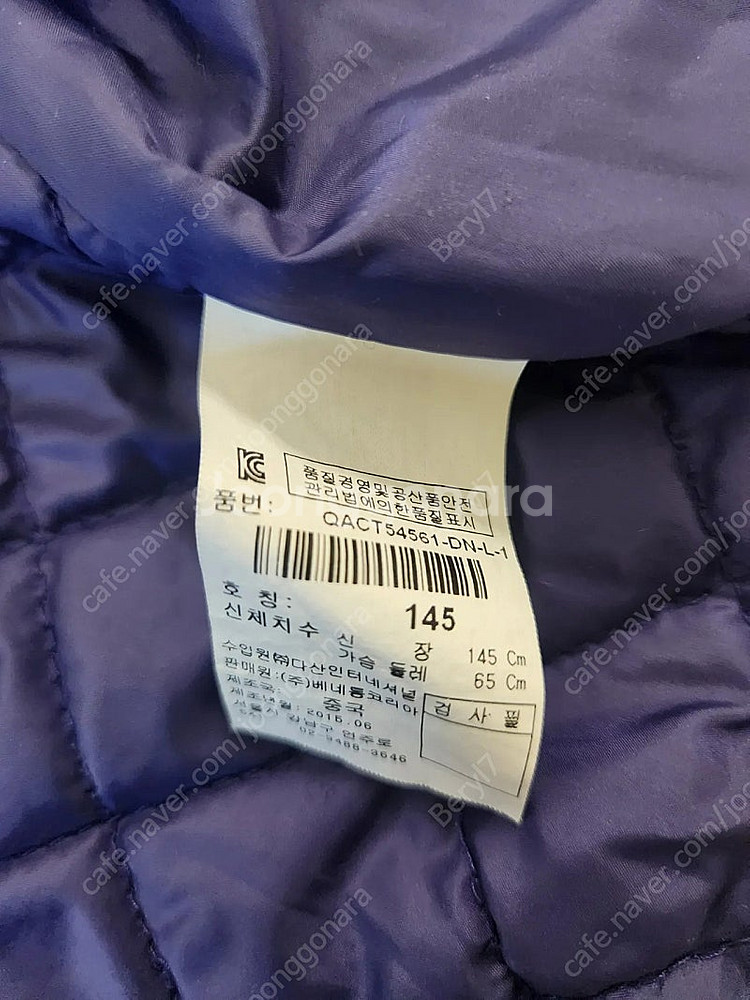 KC
품질경영및공산품안전
관리법에의한품질표시
품번:
QACT54561-DN-L-1
호 칭: 145
신체치수 신 장 145 Cm
가슴 둘레 65 Cm
수입원:(주)다산인터내셔널
판매원:(주)베네통코리아
제조국: 중국
제조년월: 2015.06
02-3488-3646
검 사 필
cafe.naver.com/joonggonara
Beryl7